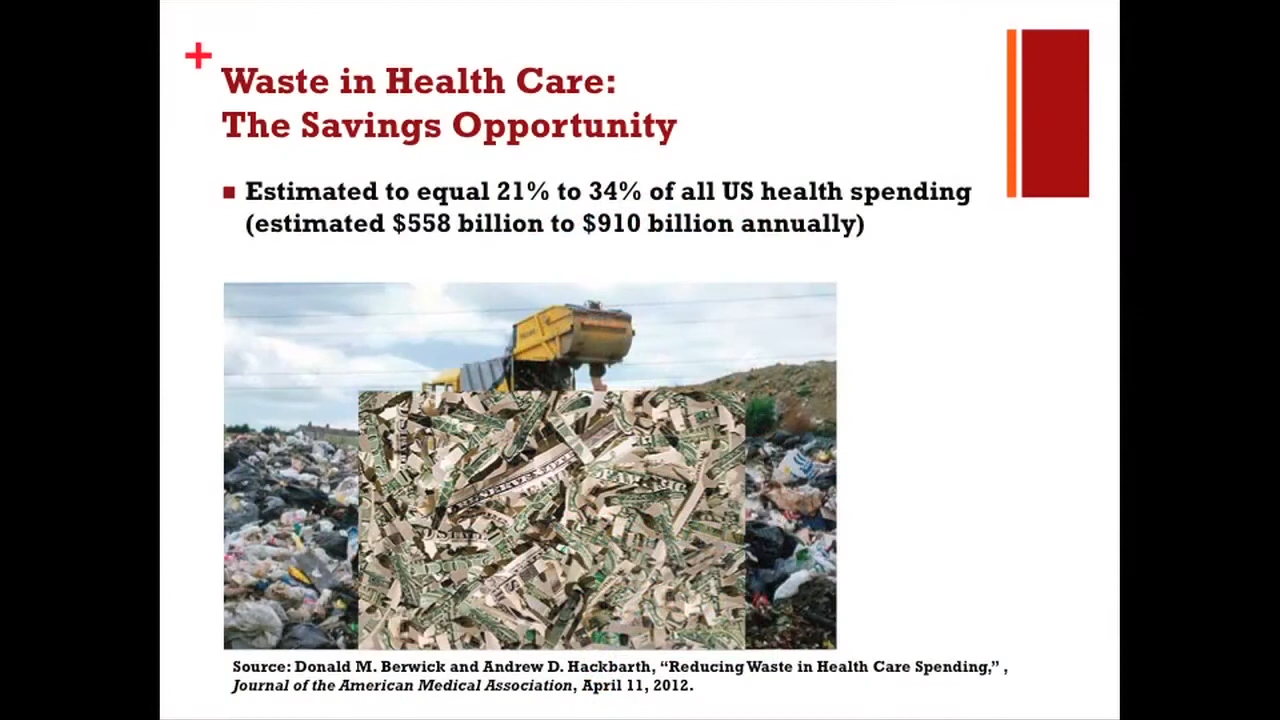 Waste in Health Care:
The Savings Opportunity
Estimated to equal 21% to 34% of all US health spending
(estimated $558 billion to $910 billion annually)
Source: Donald M. Berwick and Andrew D. Hackbarth, “Reducing Waste in Health Care Spending,” ,
Journal of the American Medical Association, April 11, 2012.